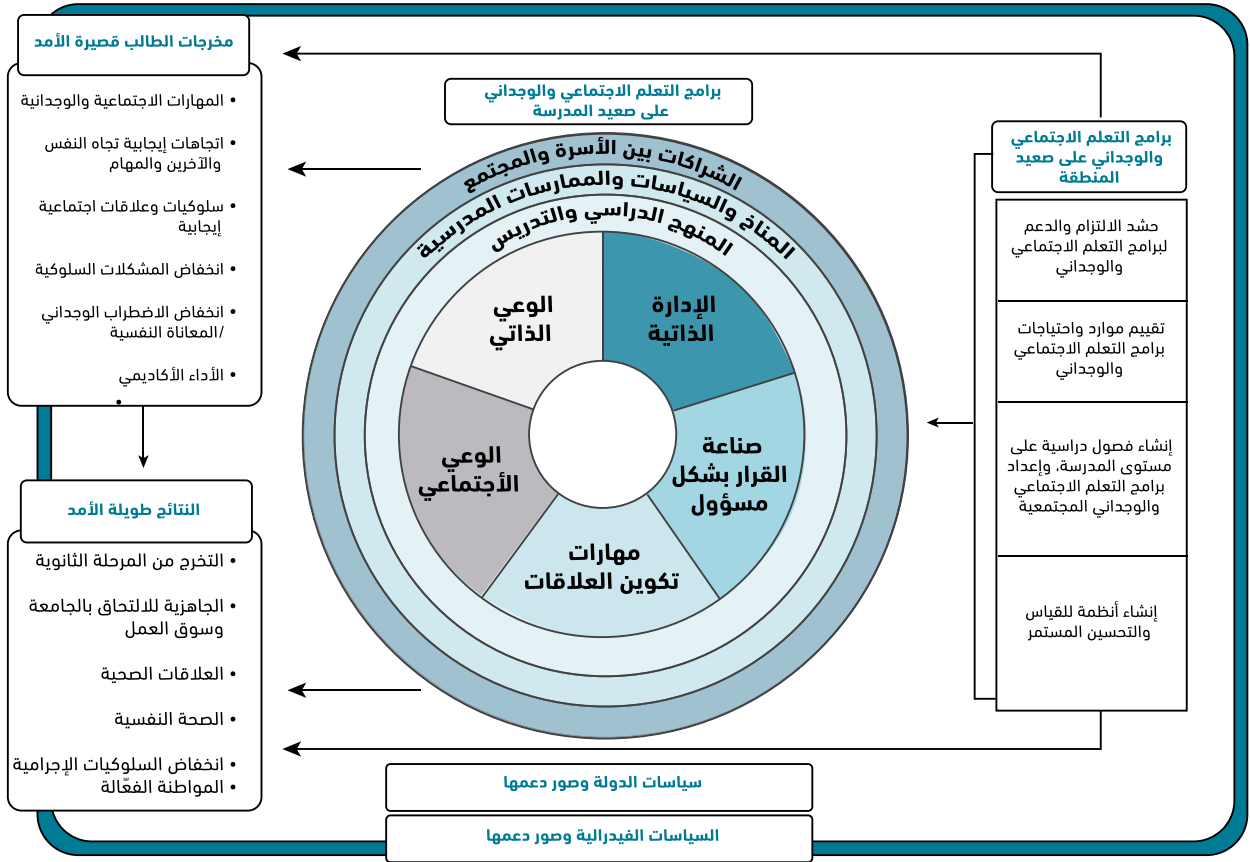 برامج التعلم الاجتماعي
والوجداني على صعيد
المنطقة
حشد الالتزام والدعم
لبرامج التعلم الاجتماعي
والوجداني
تقييم موارد واحتياجات
برامج التعلم الاجتماعي
والوجداني
إنشاء فصول دراسية على
مستوى المدرسة، وإعداد
برامج التعلم الاجتماعي
والوجداني المجتمعية
إنشاء أنظمة للقياس
والتحسين المستمر
برامج التعلم الاجتماعي والوجداني
على صعيد المدرسة
الشراكات بين الأسرة والمجتمع
المناخ والسياسات والممارسات المدرسية
المنهج الدراسي والتدريس
الإدارة
الذاتية
الوعي
الذاتي
صناعة
القرار بشكل
مسؤول
الوعي
الأجتماعي
مهارات
تكوين العلاقات
مخرجات الطالب قصيرة الأمد
• المهارات الاجتماعية والوجدانية
• اتجاهات إيجابية تجاه النفس
والآخرين والمهام
• سلوكيات وعلاقات اجتماعية
إيجابية
• انخفاض المشكلات السلوكية
• انخفاض الاضطراب الوجداني
/المعاناة النفسية
• الأداء الأكاديمي
•
النتائج طويلة الأمد
• التخرج من المرحلة الثانوية
• الجاهزية للالتحاق بالجامعة
وسوق العمل
• العلاقات الصحية
• الصحة النفسية
• انخفاض السلوكيات الإجرامية
• المواطنة الفعّالة
سياسات الدولة وصور دعمها
السياسات الفيدرالية وصور دعمها